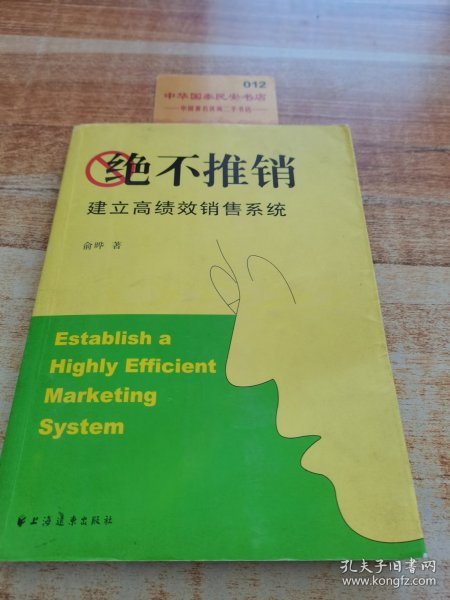 012
中华国泰民安书店
绝不推销
建立高绩效销售系统
俞晔 著
Establish a
Highly Efficient
Marketing
System
上海远东出版社
孔夫子旧书网
www.kongfz.com